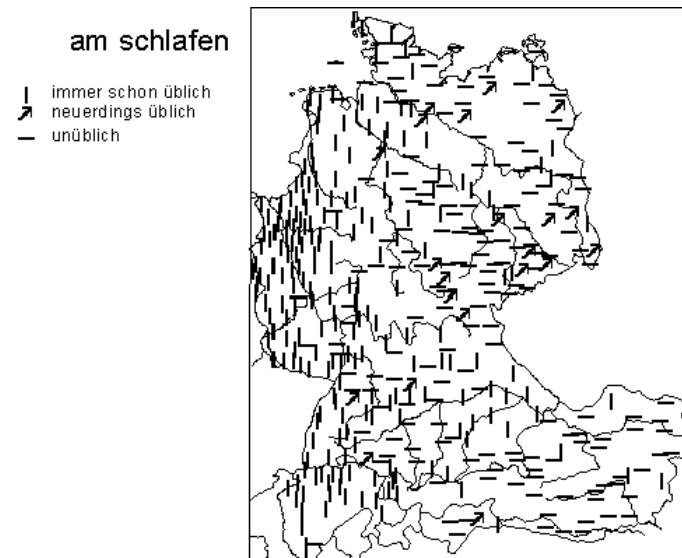 am schlafen
immer schon üblich
neuerdings üblich
unüblich